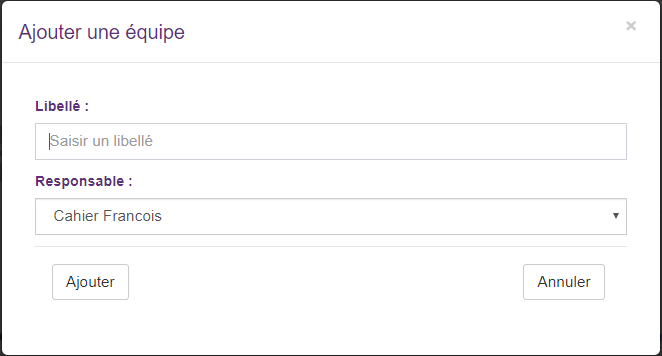 Ajouter une équipe
×
Libellé :
Saisir un libellé
Responsable :
Cahier Francois
Ajouter
Annuler